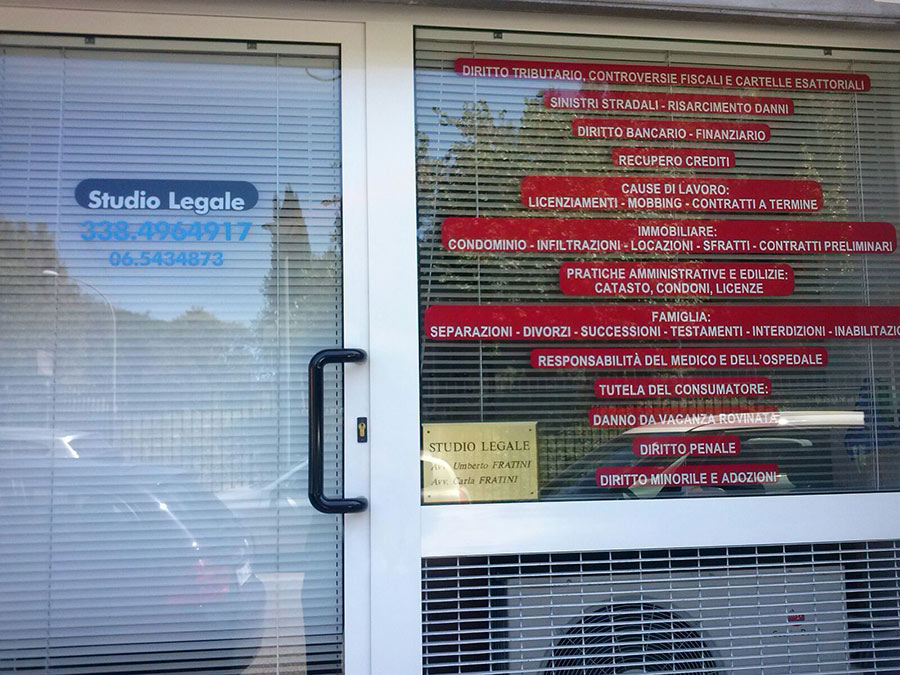 Studio Legale
338.4964917
06.5434873
DIRITTO TRIBUTARIO, CONTROVERSIE FISCALI E CARTELLE ESATTORIALI
SINISTRI STRADALI - RISARCIMENTO DANNI
DIRITTO BANCARIO - FINANZIARIO
RECUPERO CREDITI
CAUSE DI LAVORO:
LICENZIAMENTI - MOBBING - CONTRATTI A TERMINE
IMMOBILIARE:
CONDOMINIO - INFILTRAZIONI - LOCAZIONI - SFRATTI - CONTRATTI PRELIMINARI
PRATICHE AMMINISTRATIVE E EDILIZIE:
CATASTO, CONDONI, LICENZE
FAMIGLIA:
SEPARAZIONI - DIVORZI - SUCCESSIONI - TESTAMENTI - INTERDIZIONI - INABILITAZIO
RESPONSABILITÀ DEL MEDICO E DELL'OSPEDALE
TUTELA DEL CONSUMATORE:
DANNO DA VACANZA ROVINATA
DIRITTO PENALE
DIRITTO MINORILE E ADOZIONI
STUDIO LEGALE
Avv. Umberto FRATINI
Avv. Carla FRATINI